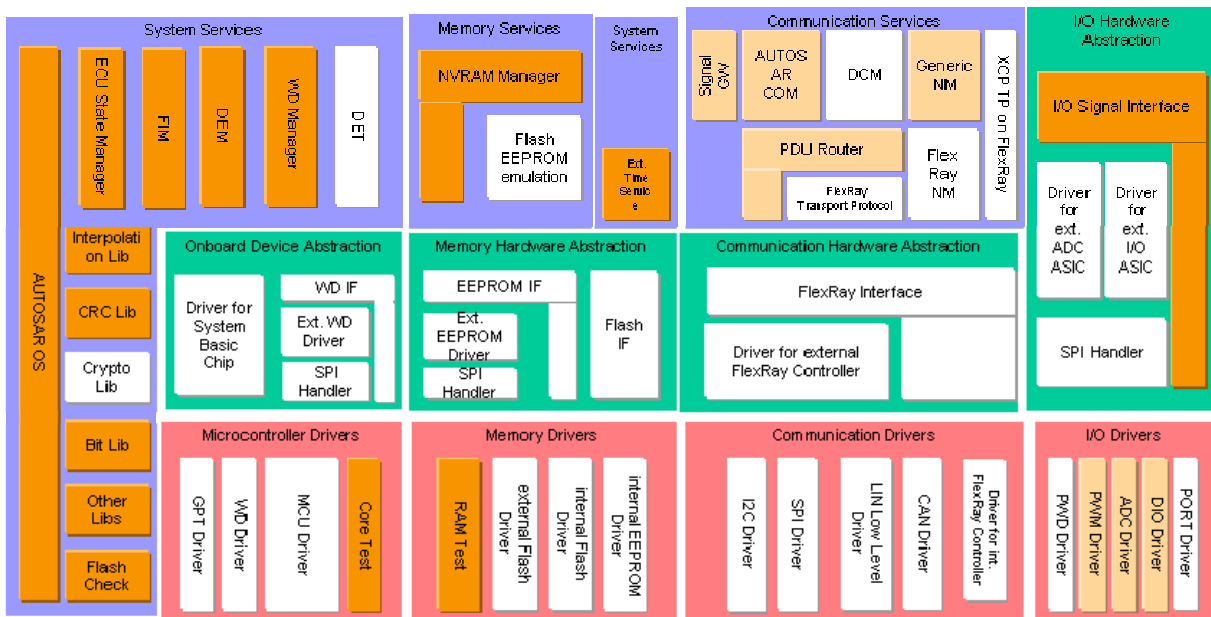 System Services
AUTOSAR OS
ECU State Manager
FIM
DEM
WD Manager
DET
Interpolati
on Lib
CRC Lib
Crypto
Lib
Bit Lib
Other
Libs
Flash
Check
Memory Services
NVRAM Manager
Flash
EEPROM
emulation
System
Services
Ext.
Time
Servic
e
Communication Services
Signal
GW
AUTOS
AR
COM
DCM
Generic
NM
XCP TP on FlexRay
PDU Router
FlexRay
Transport Protocol
Flex
Ray
NM
I/O Hardware
Abstraction
I/O Signal Interface
Driver
for
ext.
ADC
ASIC
Driver
for
ext.
I/O
ASIC
SPI Handler
Onboard Device Abstraction
Driver for
System
Basic
Chip
WD IF
Ext. WD
Driver
SPI
Handler
Memory Hardware Abstraction
EEPROM IF
Ext.
EEPROM
Driver
SPI
Handler
Flash
IF
Communication Hardware Abstraction
FlexRay Interface
Driver for external
FlexRay Controller
Microcontroller Drivers
GPT Driver
WD Driver
MCU Driver
Core Test
Memory Drivers
RAM Test
external Flash
Driver
internal Flash
Driver
internal EEPROM
Driver
Communication Drivers
I2C Driver
SPI Driver
LIN Low Level
Driver
CAN Driver
Driver for int.
FlexRay Controller
I/O Drivers
PWD Driver
PWM Driver
ADC Driver
DIO Driver
PORT Driver